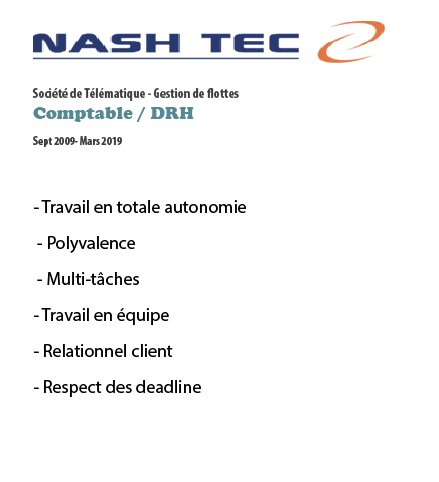 NASH TEC
Société de Télématique - Gestion de flottes
Comptable / DRH
Sept 2009- Mars 2019
- Travail en totale autonomie
- Polyvalence
- Multi-tâches
- Travail en équipe
- Relationnel client
- Respect des deadline